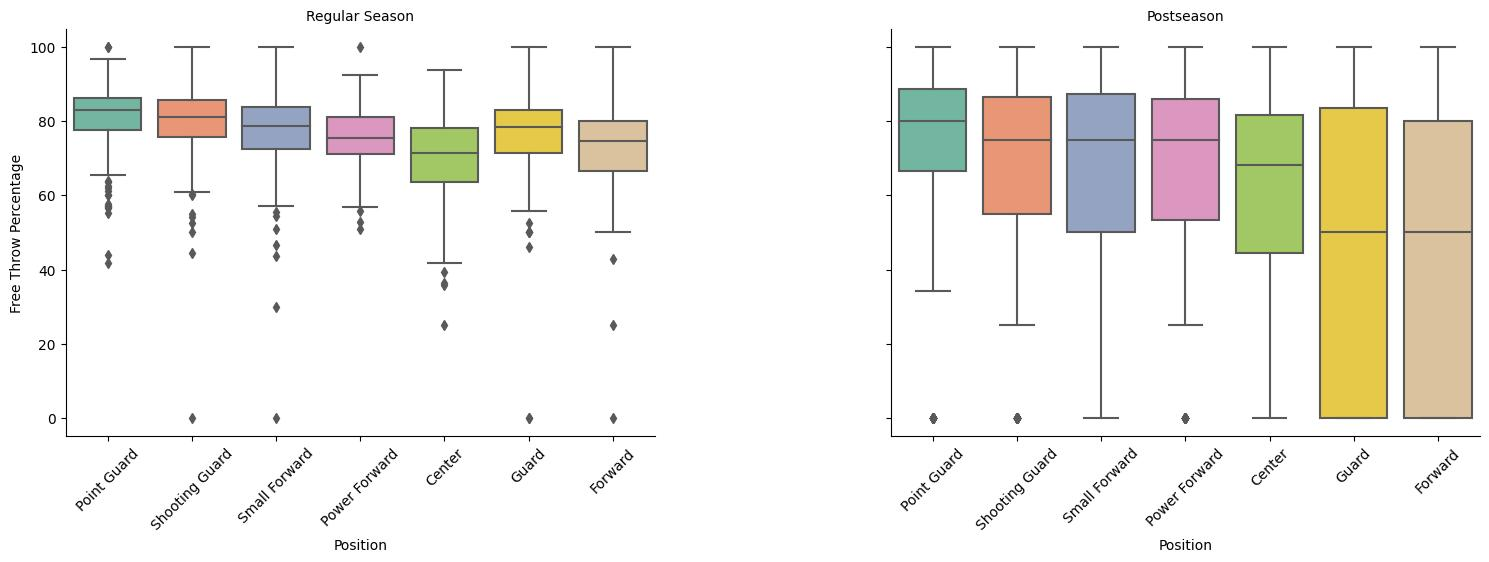 Regular Season
Postseason
Free Throw Percentage
100
80
60
40
20
0
Point Guard
Shooting Guard
Small Forward
Power Forward
Center
Guard
Forward
Position
Point Guard
Shooting Guard
Small Forward
Power Forward
Center
Guard
Forward
Position